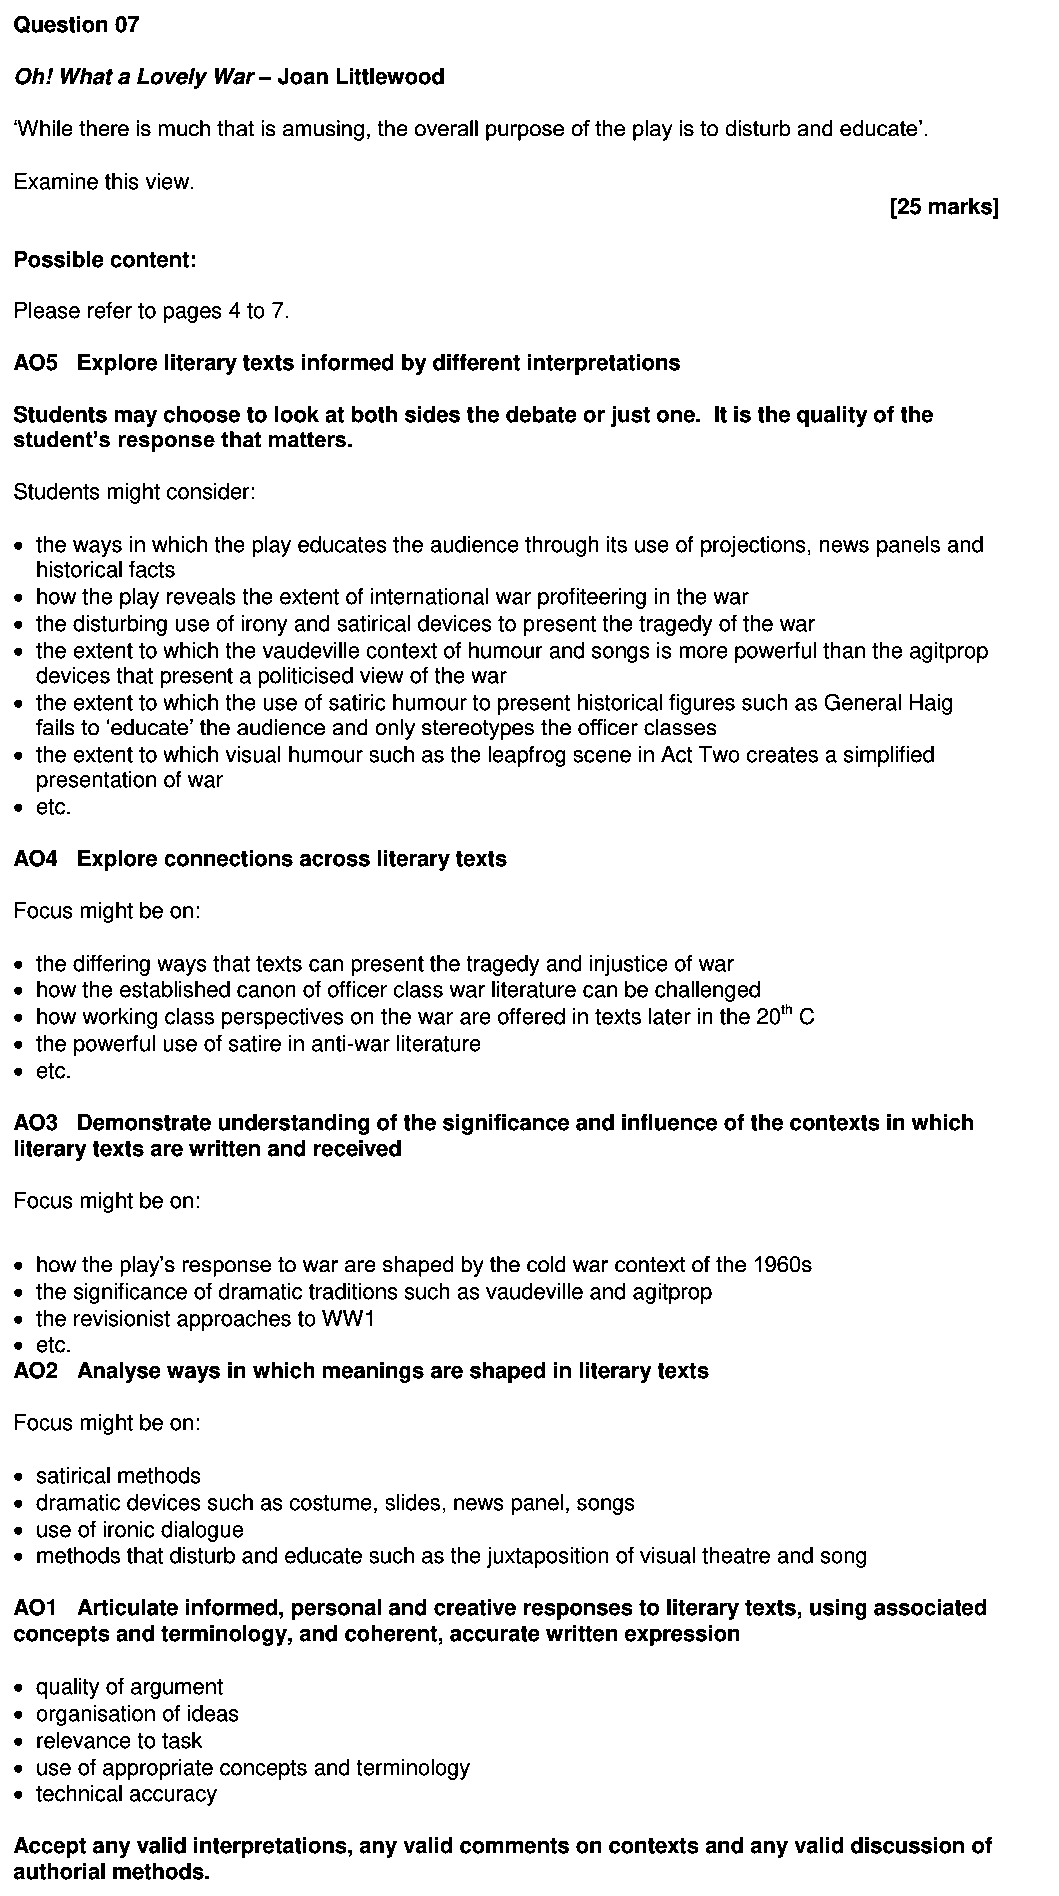 Question 07
Oh! What a Lovely War – Joan Littlewood
‘While there is much that is amusing, the overall purpose of the play is to disturb and educate’.
Examine this view.
[25 marks]
Possible content:
Please refer to pages 4 to 7.
AO5 Explore literary texts informed by different interpretations
Students may choose to look at both sides the debate or just one. It is the quality of the
student’s response that matters.
Students might consider:
• the ways in which the play educates the audience through its use of projections, news panels and
historical facts
• how the play reveals the extent of international war profiteering in the war
• the disturbing use of irony and satirical devices to present the tragedy of the war
• the extent to which the vaudeville context of humour and songs is more powerful than the agitprop
devices that present a politicised view of the war
• the extent to which the use of satiric humour to present historical figures such as General Haig
fails to ‘educate’ the audience and only stereotypes the officer classes
• the extent to which visual humour such as the leapfrog scene in Act Two creates a simplified
presentation of war
• etc.
AO4 Explore connections across literary texts
Focus might be on:
• the differing ways that texts can present the tragedy and injustice of war
• how the established canon of officer class war literature can be challenged
• how working class perspectives on the war are offered in texts later in the 20th C
• the powerful use of satire in anti-war literature
• etc.
AO3 Demonstrate understanding of the significance and influence of the contexts in which
literary texts are written and received
Focus might be on:
• how the play’s response to war are shaped by the cold war context of the 1960s
• the significance of dramatic traditions such as vaudeville and agitprop
• the revisionist approaches to WW1
• etc.
AO2 Analyse ways in which meanings are shaped in literary texts
Focus might be on:
• satirical methods
• dramatic devices such as costume, slides, news panel, songs
• use of ironic dialogue
• methods that disturb and educate such as the juxtaposition of visual theatre and song
AO1 Articulate informed, personal and creative responses to literary texts, using associated
concepts and terminology, and coherent, accurate written expression
• quality of argument
• organisation of ideas
• relevance to task
• use of appropriate concepts and terminology
• technical accuracy
Accept any valid interpretations, any valid comments on contexts and any valid discussion of
authorial methods.